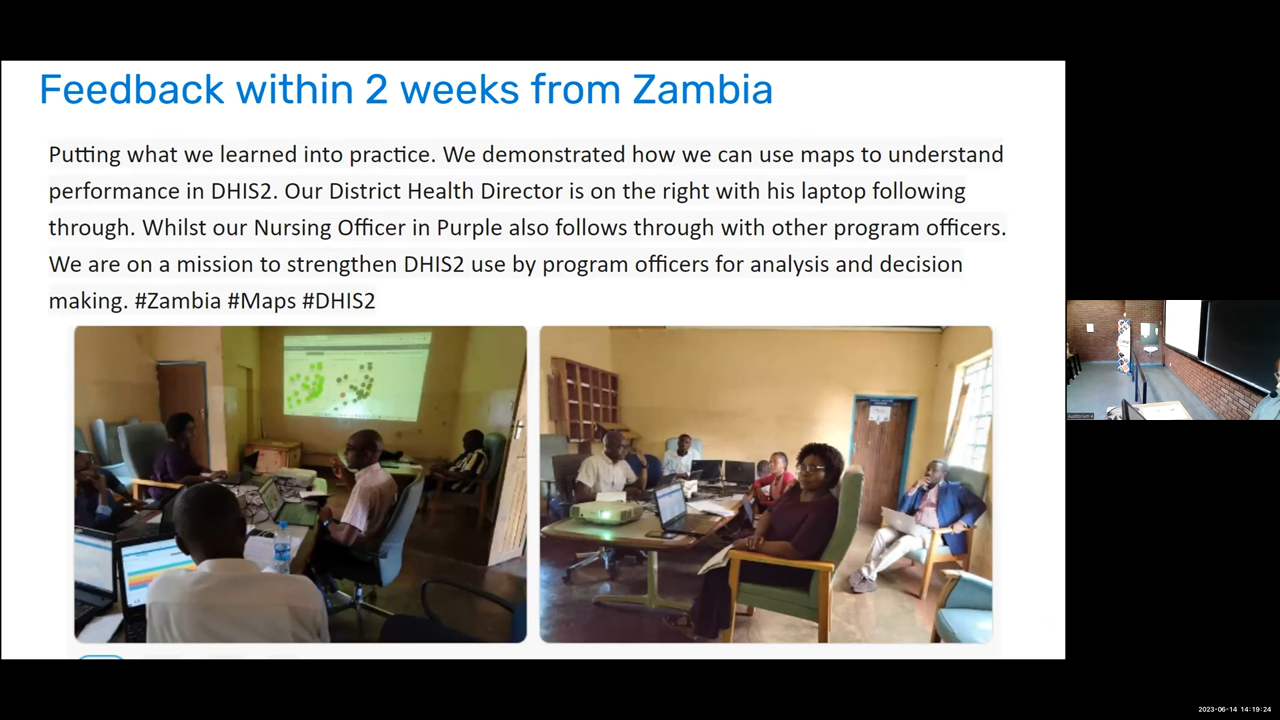 Feedback within 2 weeks from Zambia
Putting what we learned into practice. We demonstrated how we can use maps to understand
performance in DHIS2. Our District Health Director is on the right with his laptop following
through. Whilst our Nursing Officer in Purple also follows through with other program officers.
We are on a mission to strengthen DHIS2 use by program officers for analysis and decision
making. #Zambia #Maps #DHIS2
2023-06-14 14:19:24